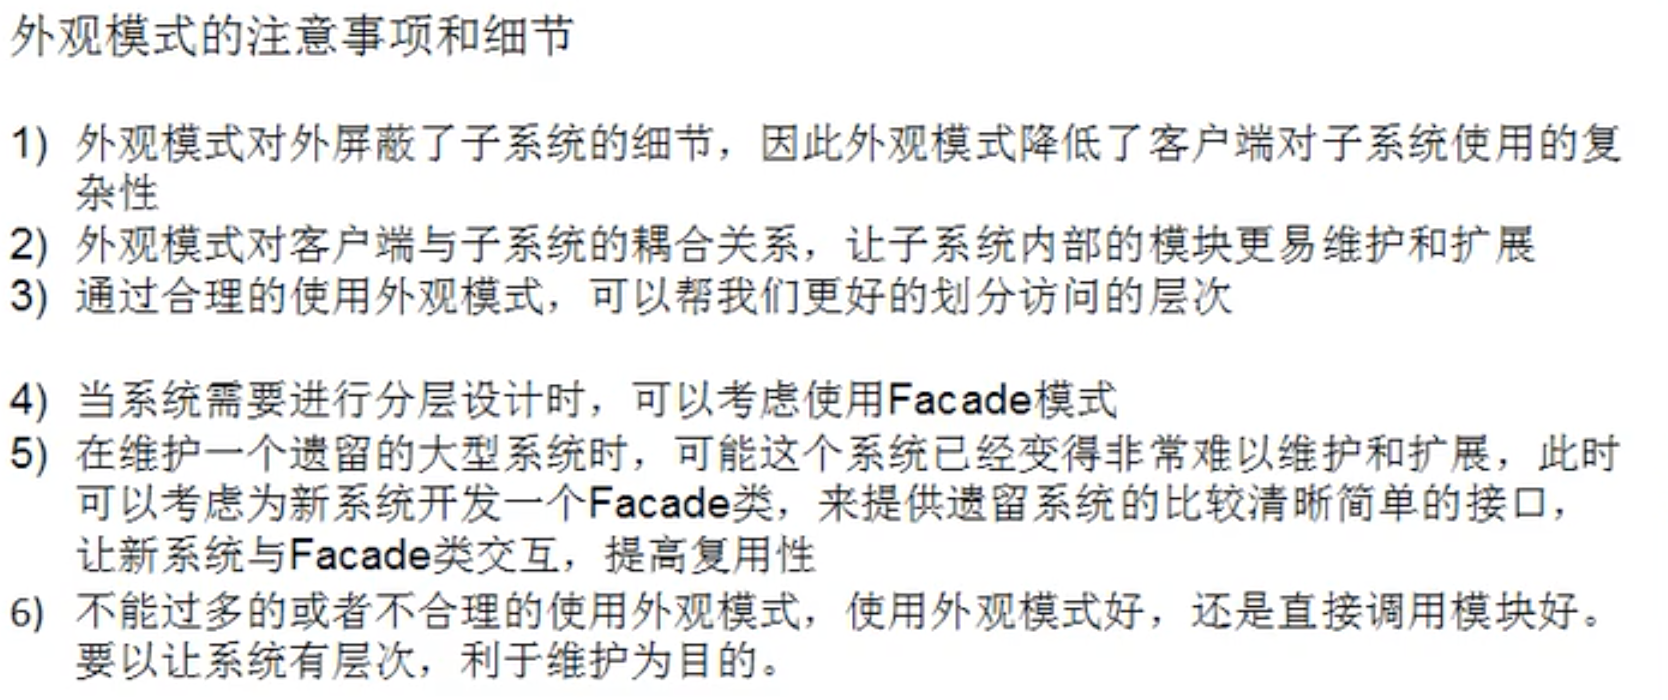 外观模式的注意事项和细节
1) 外观模式对外屏蔽了子系统的细节，因此外观模式降低了客户端对子系统使用的复
杂性
2) 外观模式对客户端与子系统的耦合关系，让子系统内部的模块更易维护和扩展
3) 通过合理的使用外观模式，可以帮我们更好的划分访问的层次
4) 当系统需要进行分层设计时，可以考虑使用Facade模式
5) 在维护一个遗留的大型系统时，可能这个系统已经变得非常难以维护和扩展，此时
可以考虑为新系统开发一个Facade类，来提供遗留系统的比较清晰简单的接口，
让新系统与Facade类交互，提高复用性
6) 不能过多的或者不合理的使用外观模式，使用外观模式好，还是直接调用模块好。
要以让系统有层次，利于维护为目的。